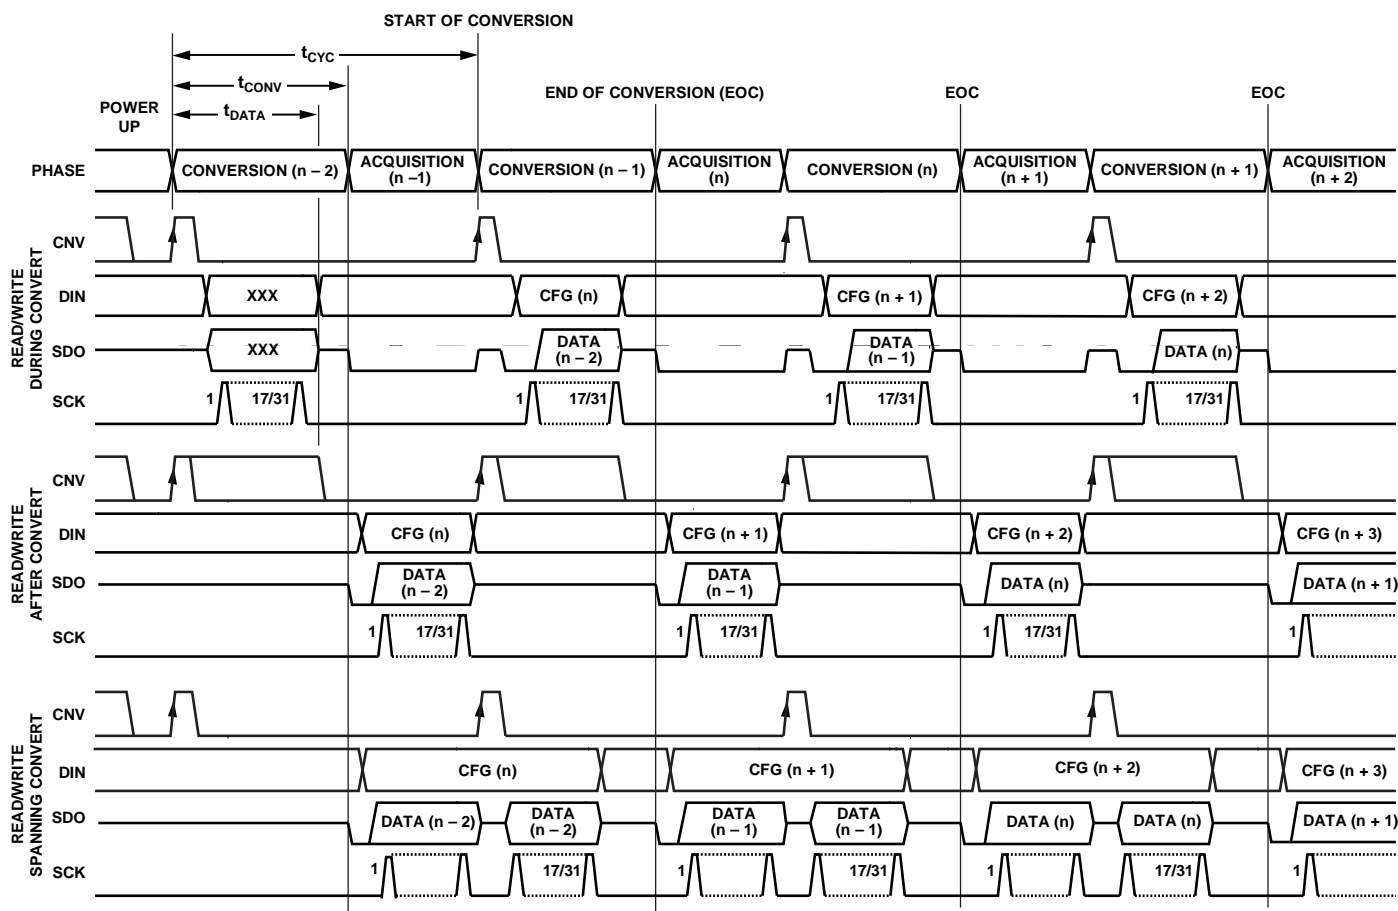 START OF CONVERSION
tCYC
tCONV
tDATA
POWER
UP
END OF CONVERSION (EOC)
EOC
EOC
PHASE
CONVERSION (n – 2)
ACQUISITION
(n –1)
CONVERSION (n – 1)
ACQUISITION
(n)
CONVERSION (n)
ACQUISITION
(n + 1)
CONVERSION (n + 1)
ACQUISITION
(n + 2)
READ/WRITE
DURING CONVERT
CNV
DIN
XXX
CFG (n)
CFG (n + 1)
CFG (n + 2)
SDO
XXX
DATA
(n – 2)
DATA
(n – 1)
DATA (n)
SCK
1
17/31
1
17/31
1
17/31
1
17/31
READ/WRITE
AFTER CONVERT
CNV
DIN
CFG (n)
CFG (n + 1)
CFG (n + 2)
CFG (n + 3)
SDO
DATA
(n – 2)
DATA
(n – 1)
DATA (n)
DATA (n + 1)
SCK
1
17/31
1
17/31
1
17/31
1
READ/WRITE
SPANNING CONVERT
CNV
DIN
CFG (n)
CFG (n + 1)
CFG (n + 2)
CFG (n + 3)
SDO
DATA (n – 2)
DATA
(n – 2)
DATA
(n – 1)
DATA
(n – 1)
DATA (n)
DATA (n)
DATA (n + 1)
SCK
1
17/31
1
17/31
1
17/31
1